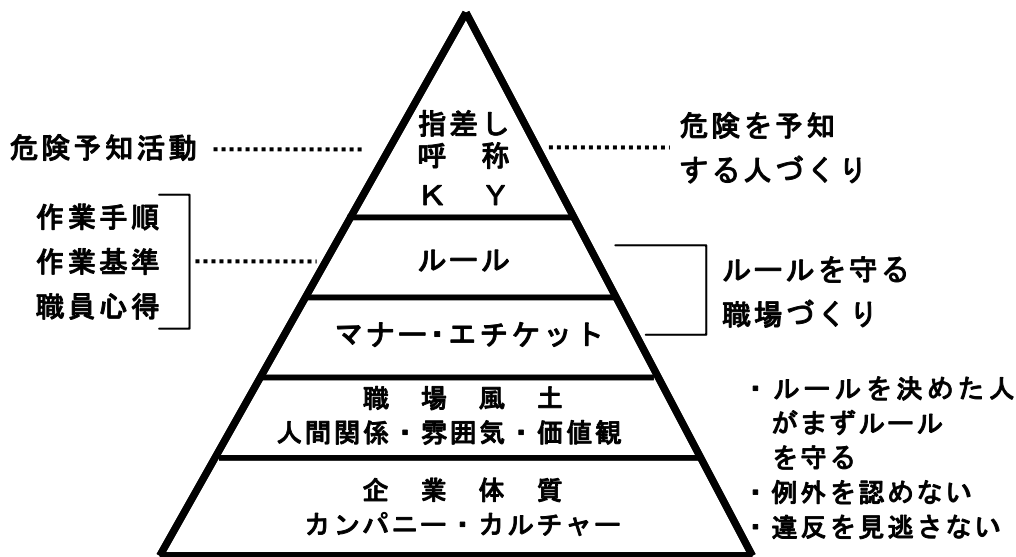 指差し
呼　称
Ｋ　Ｙ
危険予知活動
危険を予知
する人づくり
作業手順
作業基準
職員心得
ルール
ルールを守る
職場づくり
マナー・エチケット
職　場　風　土
人間関係・雰囲気・価値観
企　業　体　質
カンパニー・カルチャー
・ルールを決めた人
がまずルール
を守る
・例外を認めない
・違反を見逃さない